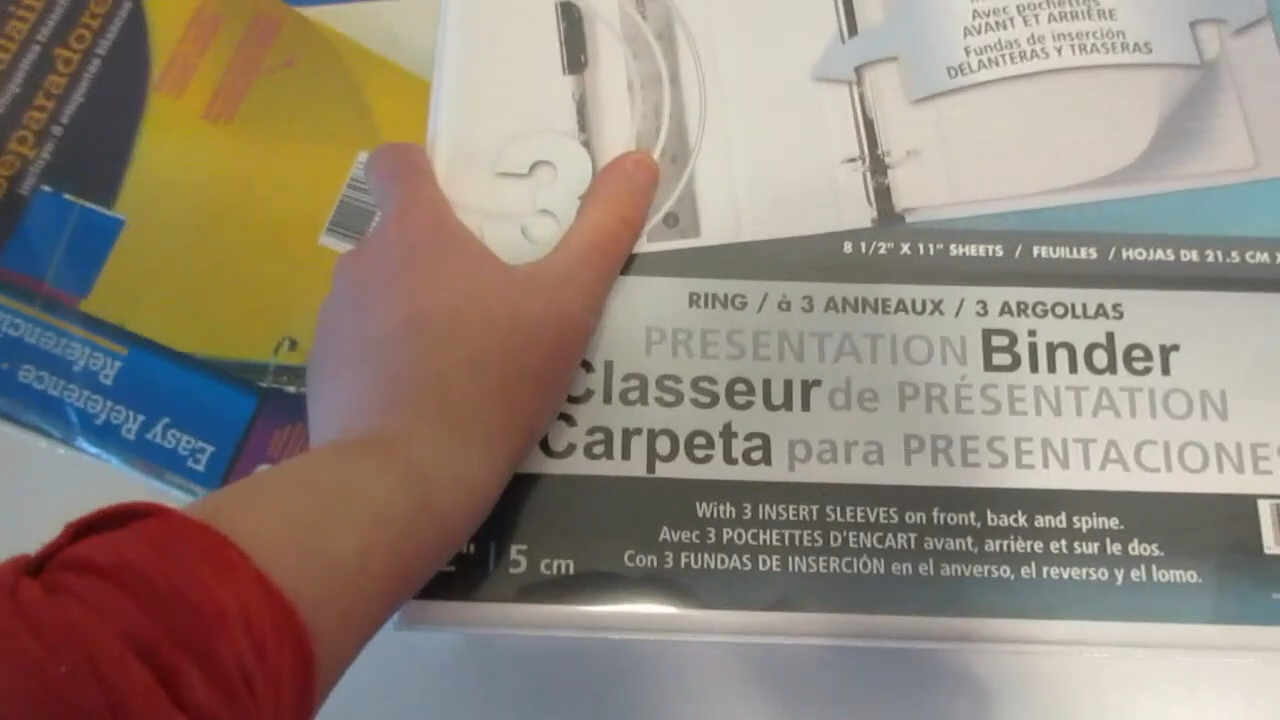 Avec pochettes
AVANT ET ARRIÈRE
Fundas de inserción
DELANTERAS Y TRASERAS
3
8 1/2" X 11" SHEETS / FEUILLES / HOJAS DE 21.5 CM
RING / à 3 ANNEAUX / 3 ARGOLLAS
PRESENTATION Binder
Classeur de PRÉSENTATION
Carpeta para PRESENTACIONES
With 3 INSERT SLEEVES on front, back and spine.
Avec 3 POCHETTES D'ENCART avant, arrière et sur le dos.
Con 3 FUNDAS DE INSERCIÓN en el anverso, el reverso y el lomo.
5 cm
eparadore
Easy Reference